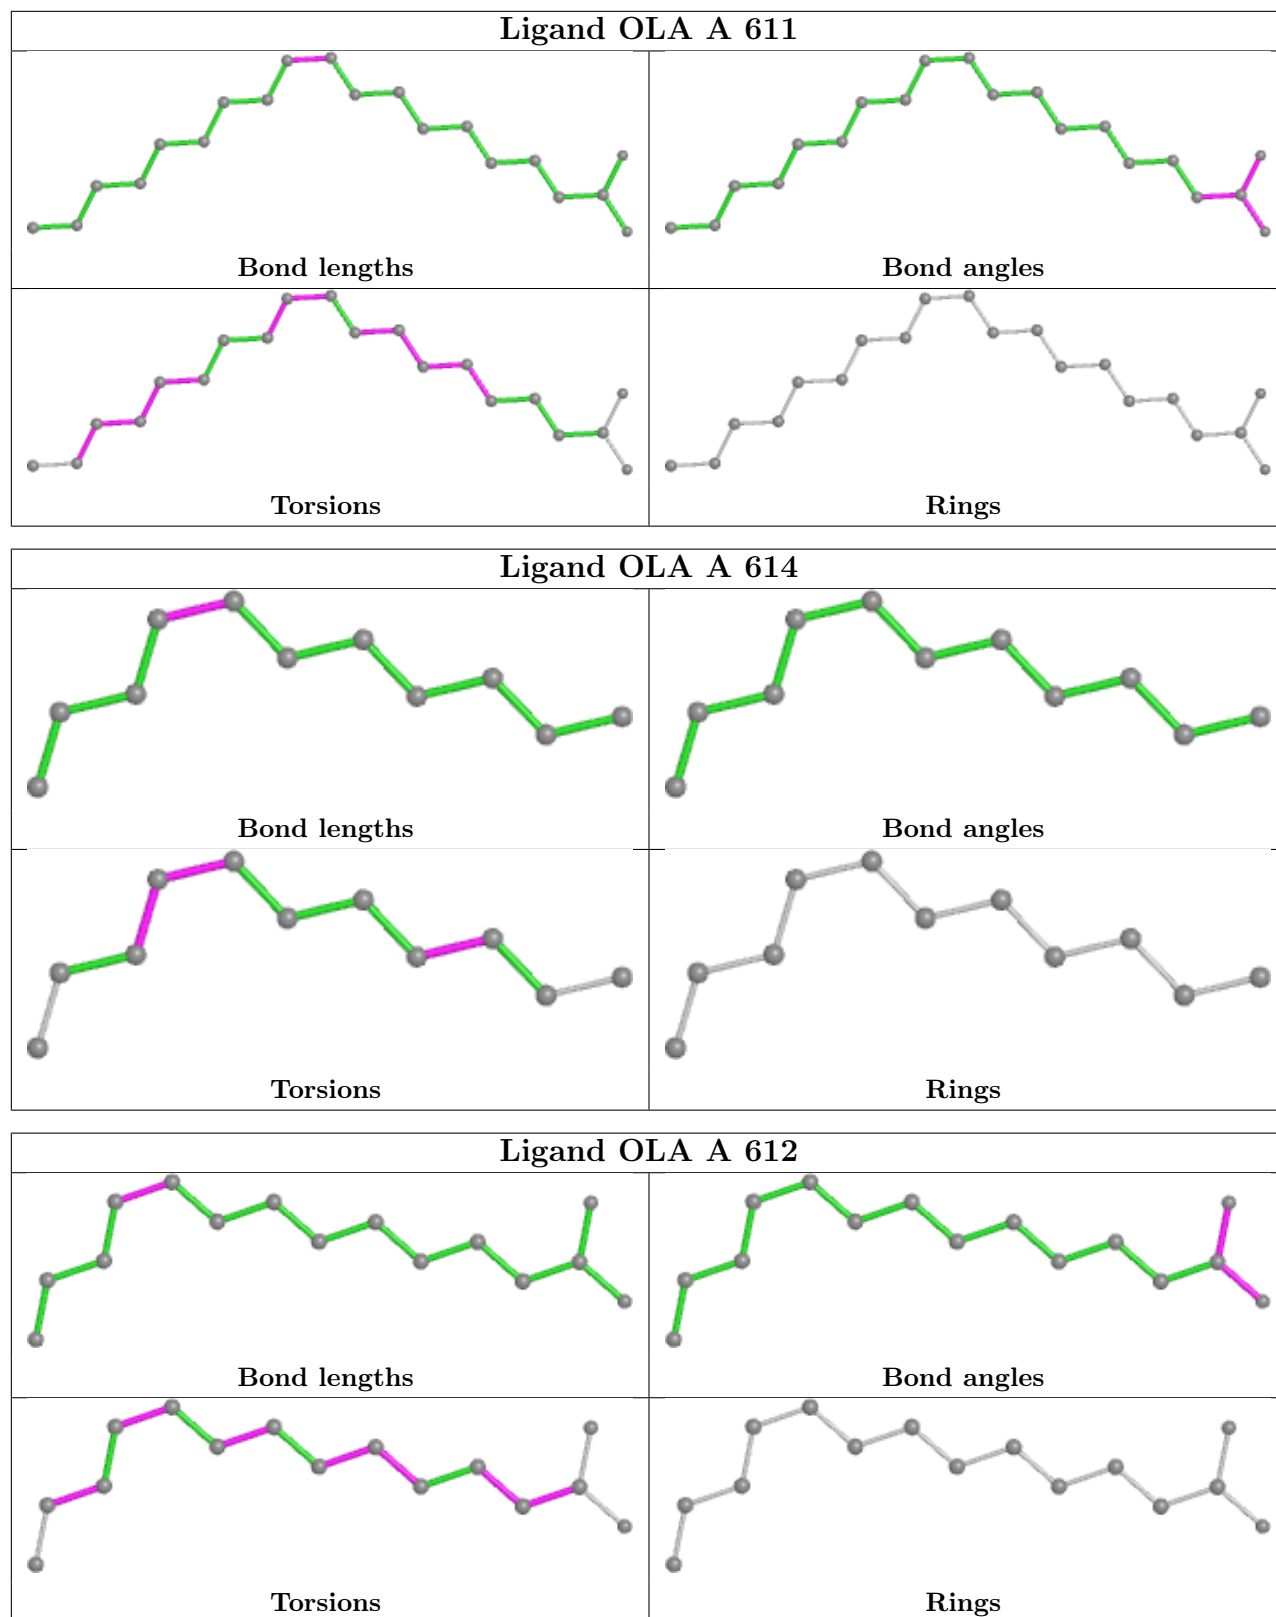 Ligand OLA A 611
Bond lengths
Bond angles
Torsions
Rings
Ligand OLA A 614
Bond lengths
Bond angles
Torsions
Rings
Ligand OLA A 612
Bond lengths
Bond angles
Torsions
Rings